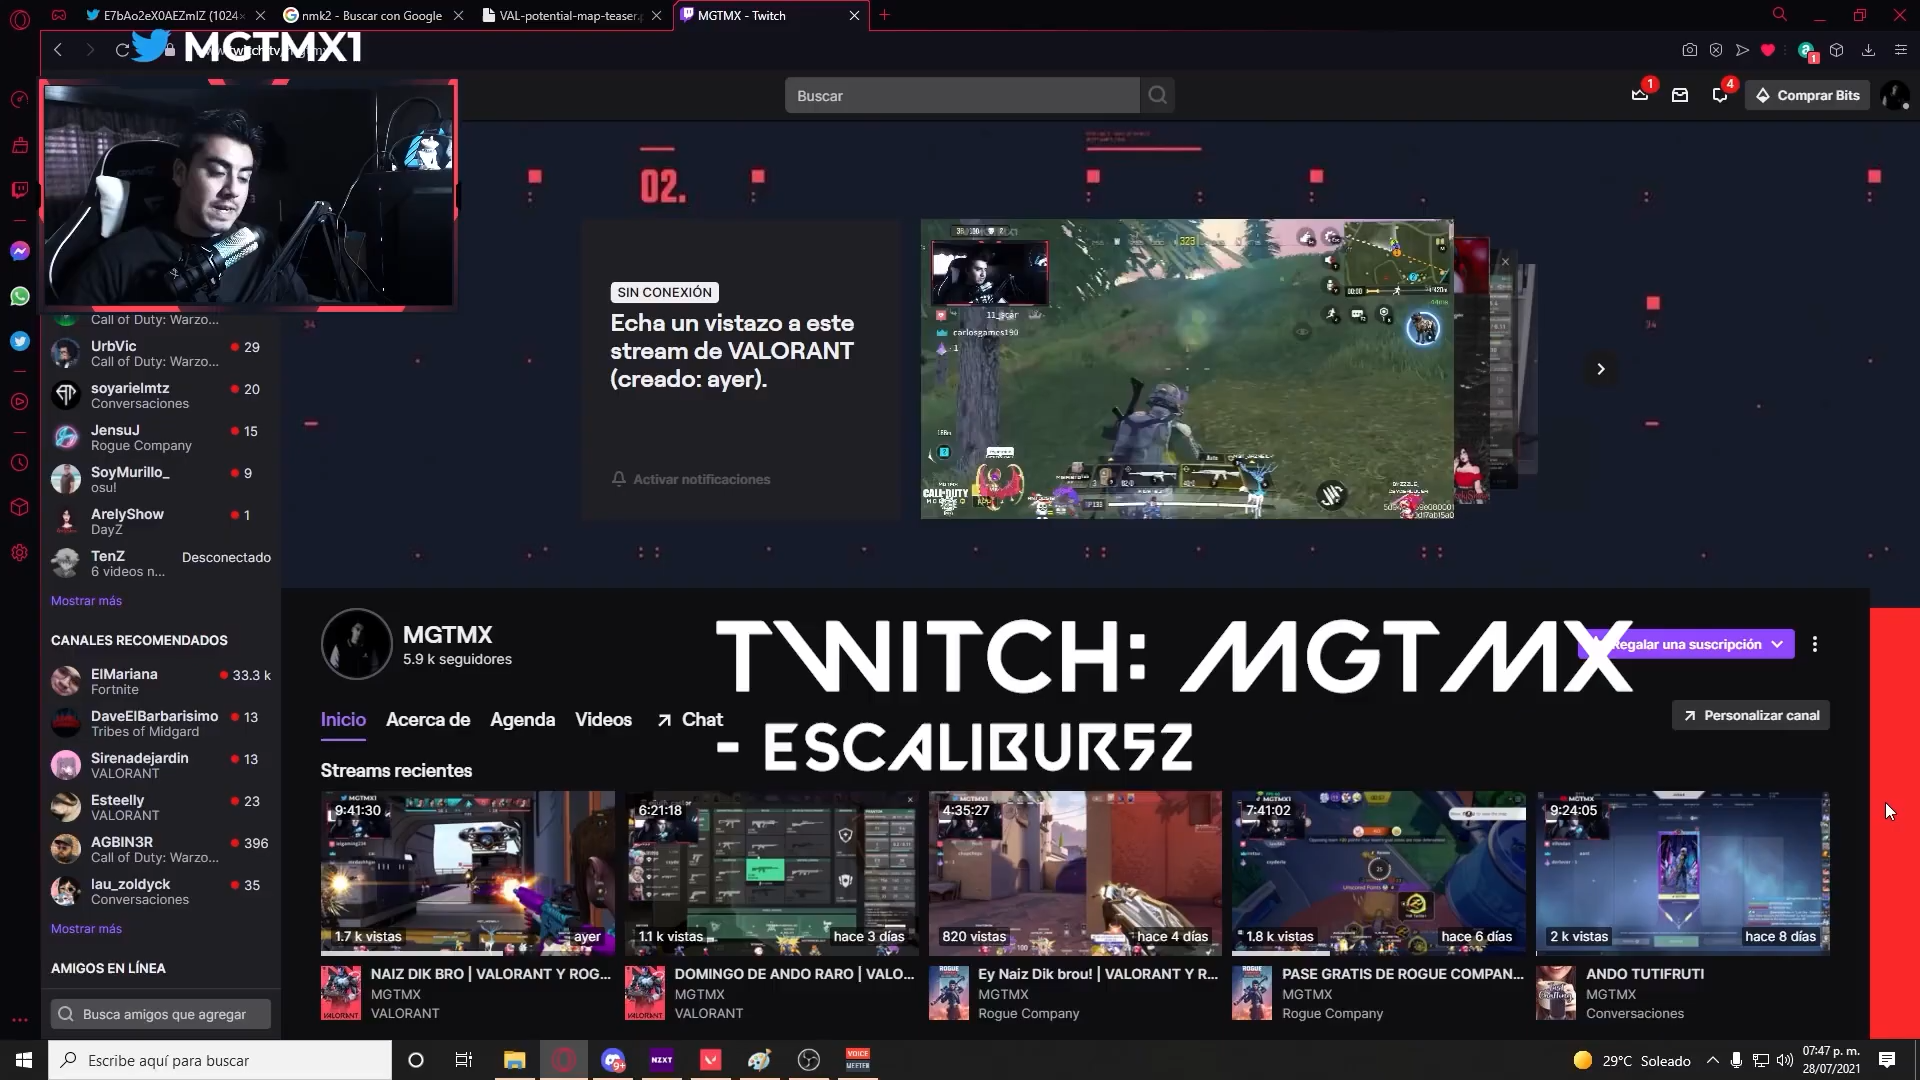 E7bAo2eX0AEZmIZ (1024
nmk2 - Buscar con Google
VAL-potential-map-teaser.p
MGTMX - Twitch
MGTMX1
Buscar
1
4
Comprar Bits
1
02.
SIN CONEXIÓN
Echa un vistazo a este
stream de VALORANT
(creado: ayer).
Activar notificaciones
carlosgames190
CALL·DUTY
Call of Duty: Warzo...
UrbVic
29
Call of Duty: Warzo...
soyarielmtz
20
Conversaciones
JensuJ
15
Rogue Company
SoyMurillo_
9
osu!
ArelyShow
1
DayZ
TenZ
Desconectado
6 videos n...
Mostrar más
CANALES RECOMENDADOS
ElMariana
33.3 k
Fortnite
DaveElBarbarisimo
13
Tribes of Midgard
Sirenadejardin
13
VALORANT
Esteelly
23
VALORANT
AGBIN3R
396
Call of Duty: Warzo...
lau_zoldyck
35
Conversaciones
Mostrar más
AMIGOS EN LÍNEA
Busca amigos que agregar
MGTMX
5.9 k seguidores
TWITCH: MGTMX
- ESCALIBUR52
Regalar una suscripción
Personalizar canal
Inicio
Acerca de
Agenda
Videos
Chat
Streams recientes
9:41:30
1.7 k vistas
ayer
NAIZ DIK BRO | VALORANT Y ROG...
MGTMX
VALORANT
6:21:18
1.1 k vistas
hace 3 días
DOMINGO DE ANDO RARO | VALO...
MGTMX
VALORANT
4:35:27
820 vistas
hace 4 días
Ey Naiz Dik brou! | VALORANT Y R...
MGTMX
Rogue Company
7:41:02
1.8 k vistas
hace 6 días
PASE GRATIS DE ROGUE COMPAN...
MGTMX
Rogue Company
9:24:05
2 k vistas
hace 8 días
ANDO TUTIFRUTI
MGTMX
Conversaciones
Escribe aquí para buscar
NZXT
VOICE
MEETER
29°C Soleado
07:47 p. m.
28/07/2021